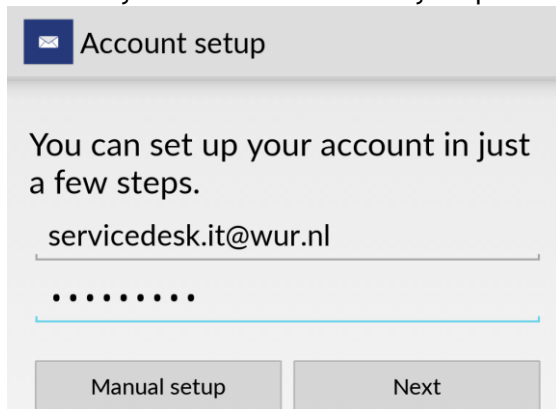 Account setup
You can set up your account in just
a few steps.
servicedesk.it@wur.nl
•••••••••
Manual setup
Next